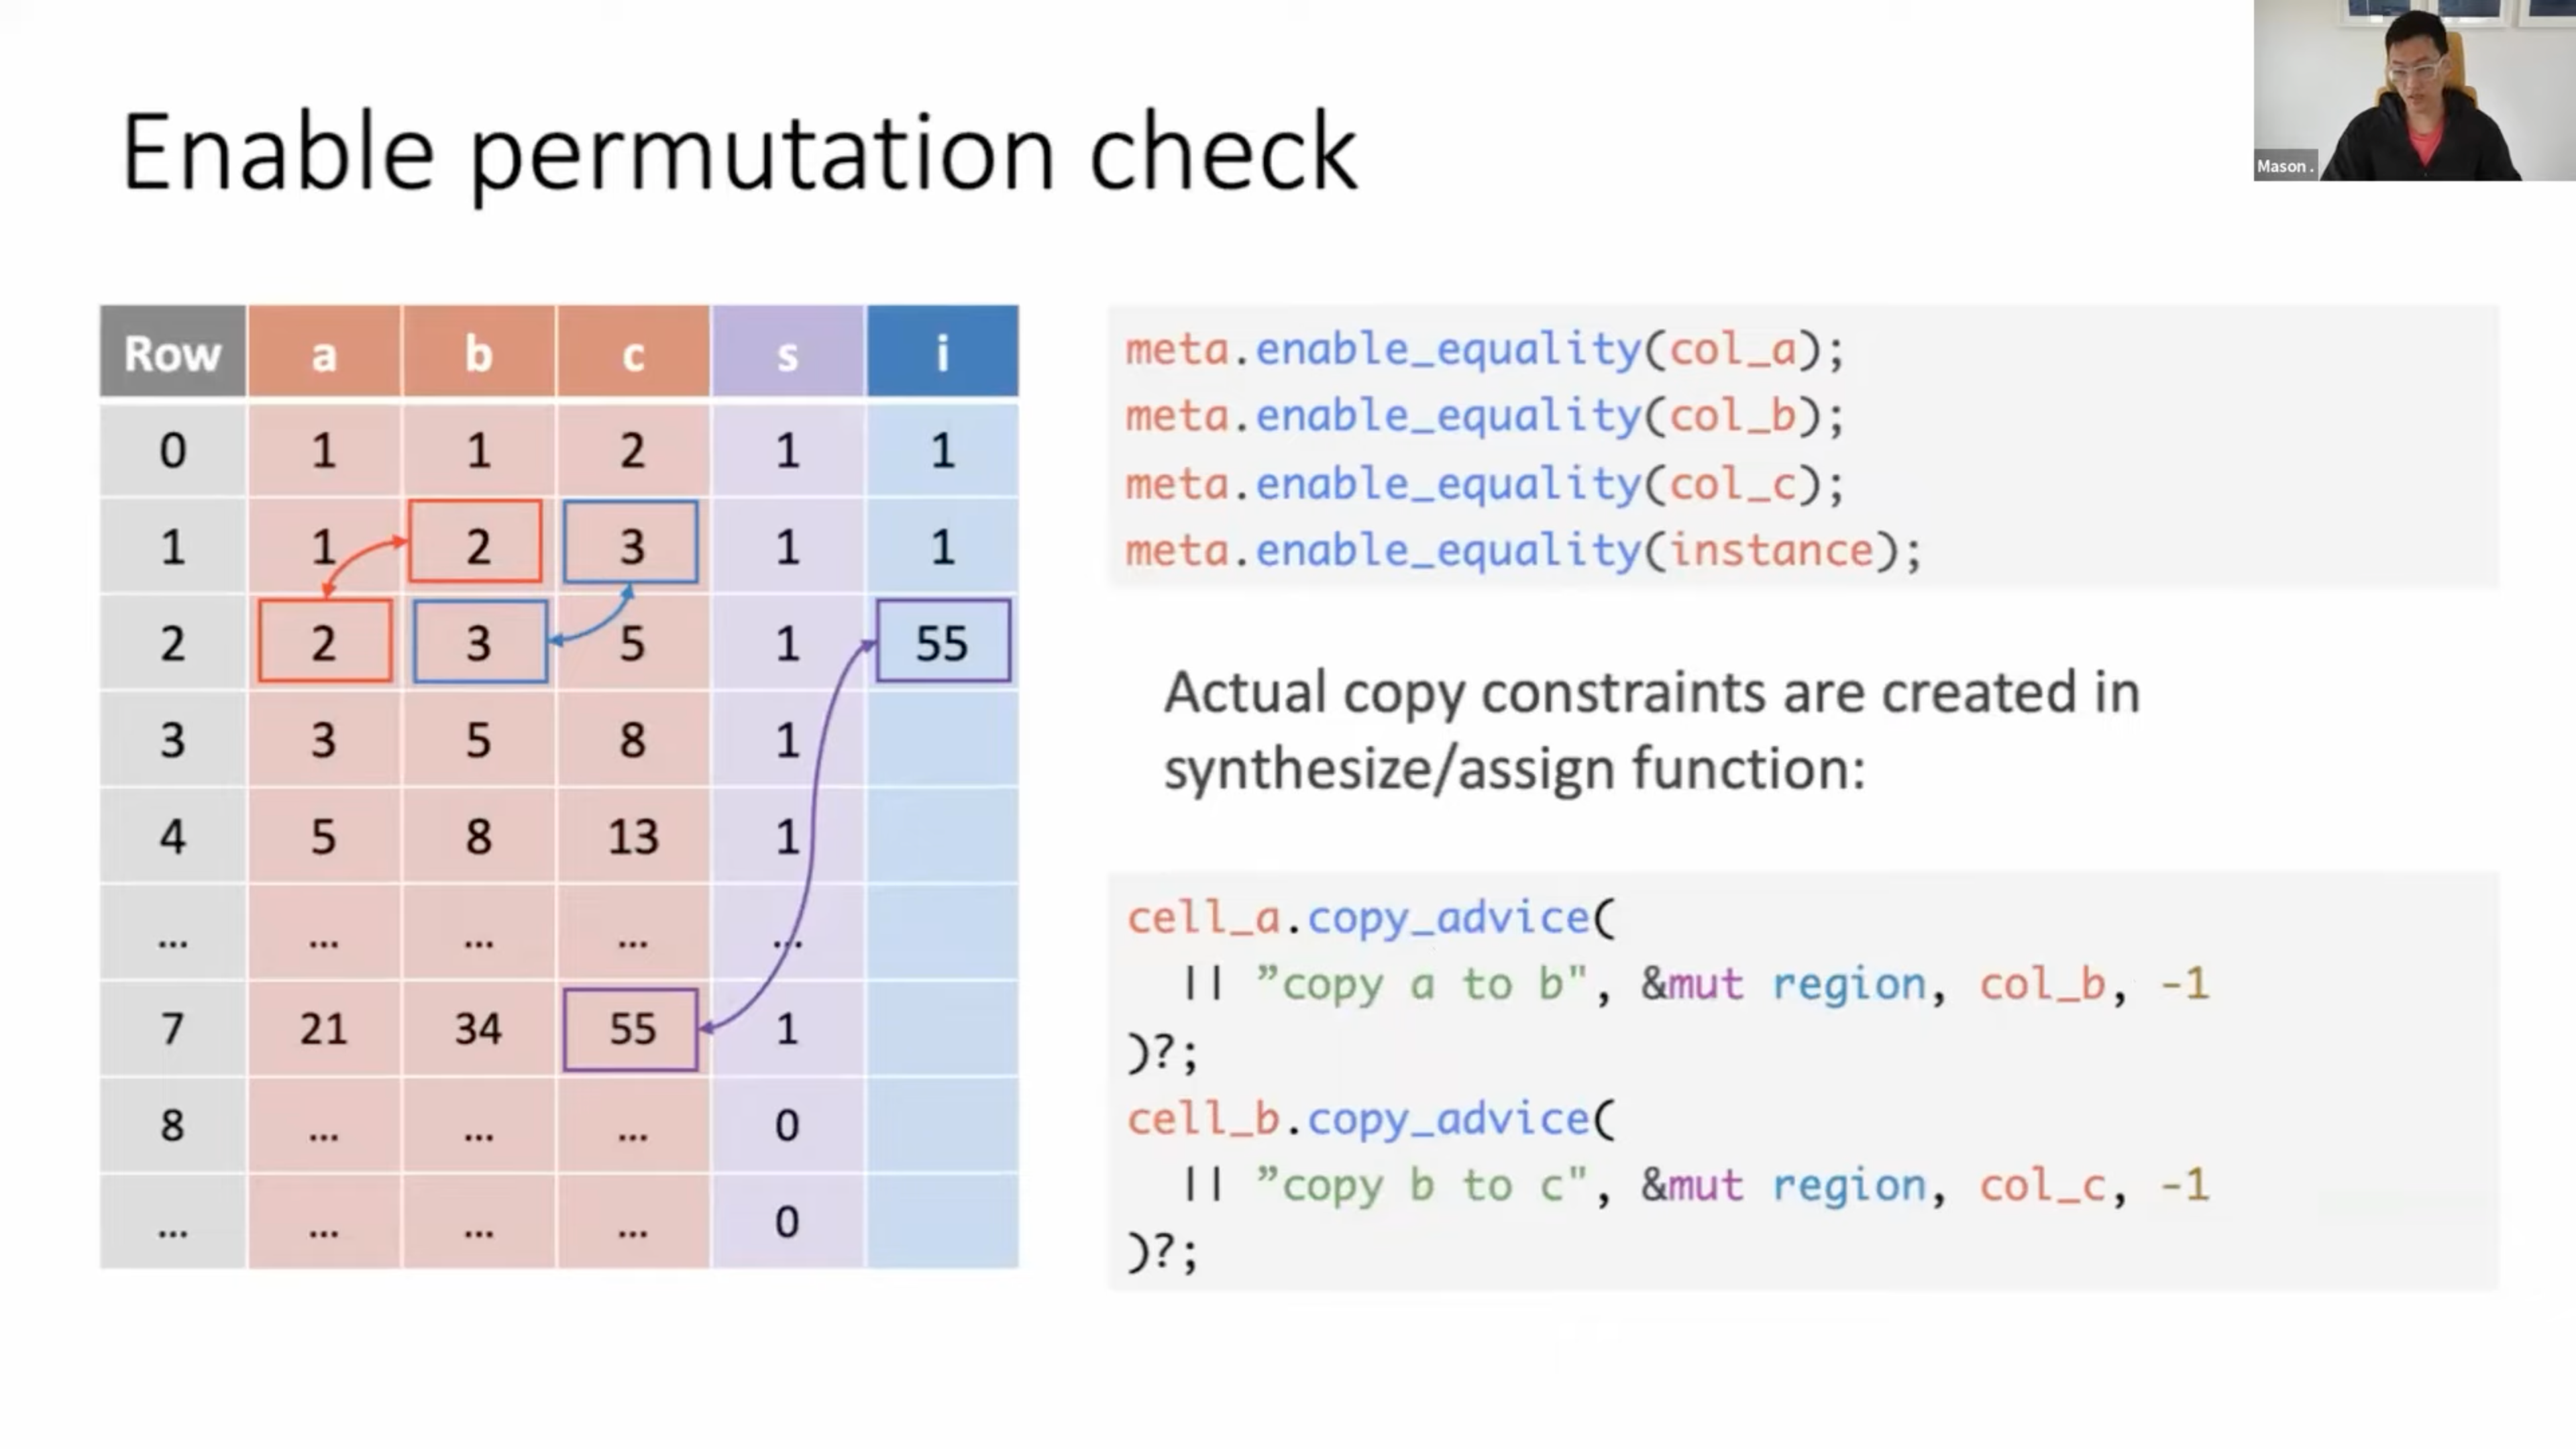 Enable permutation check
Mason .
Row a b c s i
0 1 1 2 1 1
1 1 2 3 1 1
2 2 3 5 1 55
3 3 5 8 1
4 5 8 13 1
... ... ... ... ...
7 21 34 55 1
8 ... ... ... 0
... ... ... ... 0
meta.enable_equality(col_a);
meta.enable_equality(col_b);
meta.enable_equality(col_c);
meta.enable_equality(instance);
Actual copy constraints are created in
synthesize/assign function:
cell_a.copy_advice(
|| ”copy a to b", &mut region, col_b, -1
)?;
cell_b.copy_advice(
|| ”copy b to c", &mut region, col_c, -1
)?;